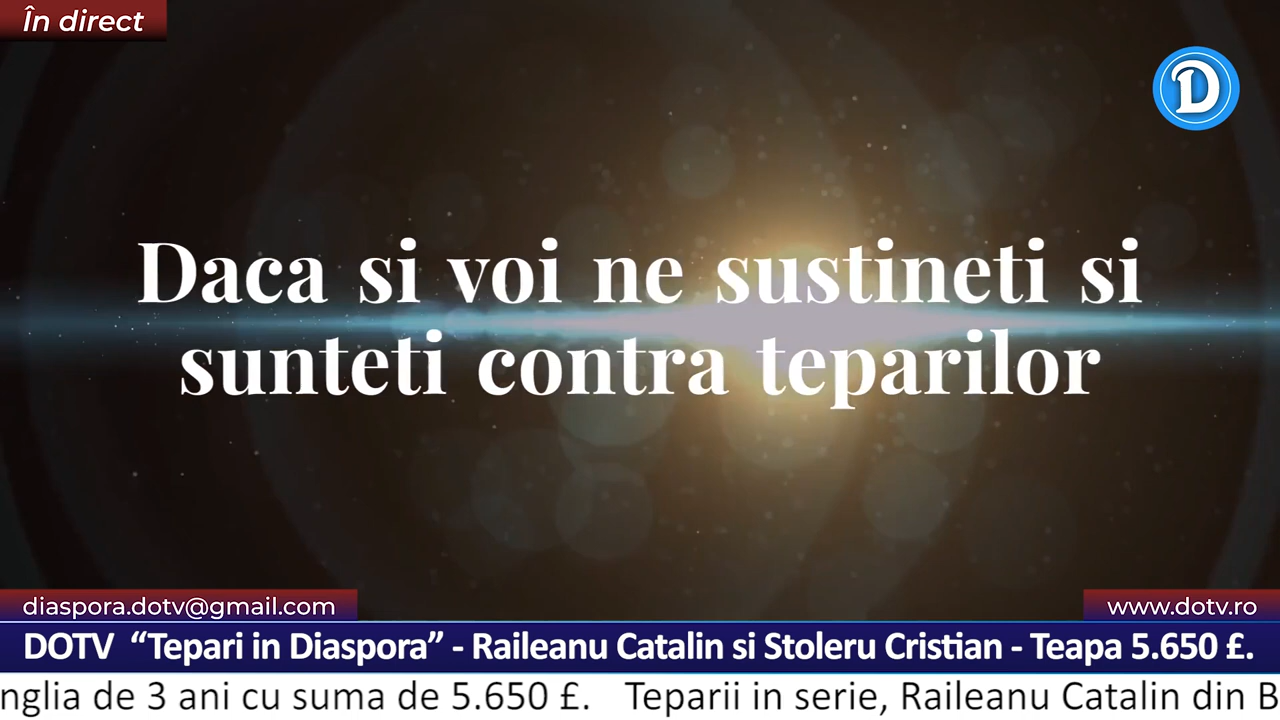 În direct
D
Daca si voi ne sustineti si
sunteti contra teparilor
diaspora.dotv@gmail.com
www.dotv.ro
DOTV “Tepari in Diaspora” - Raileanu Catalin si Stoleru Cristian - Teapa 5.650 £.
nglia de 3 ani cu suma de 5.650 £. Teparii in serie, Raileanu Catalin din B